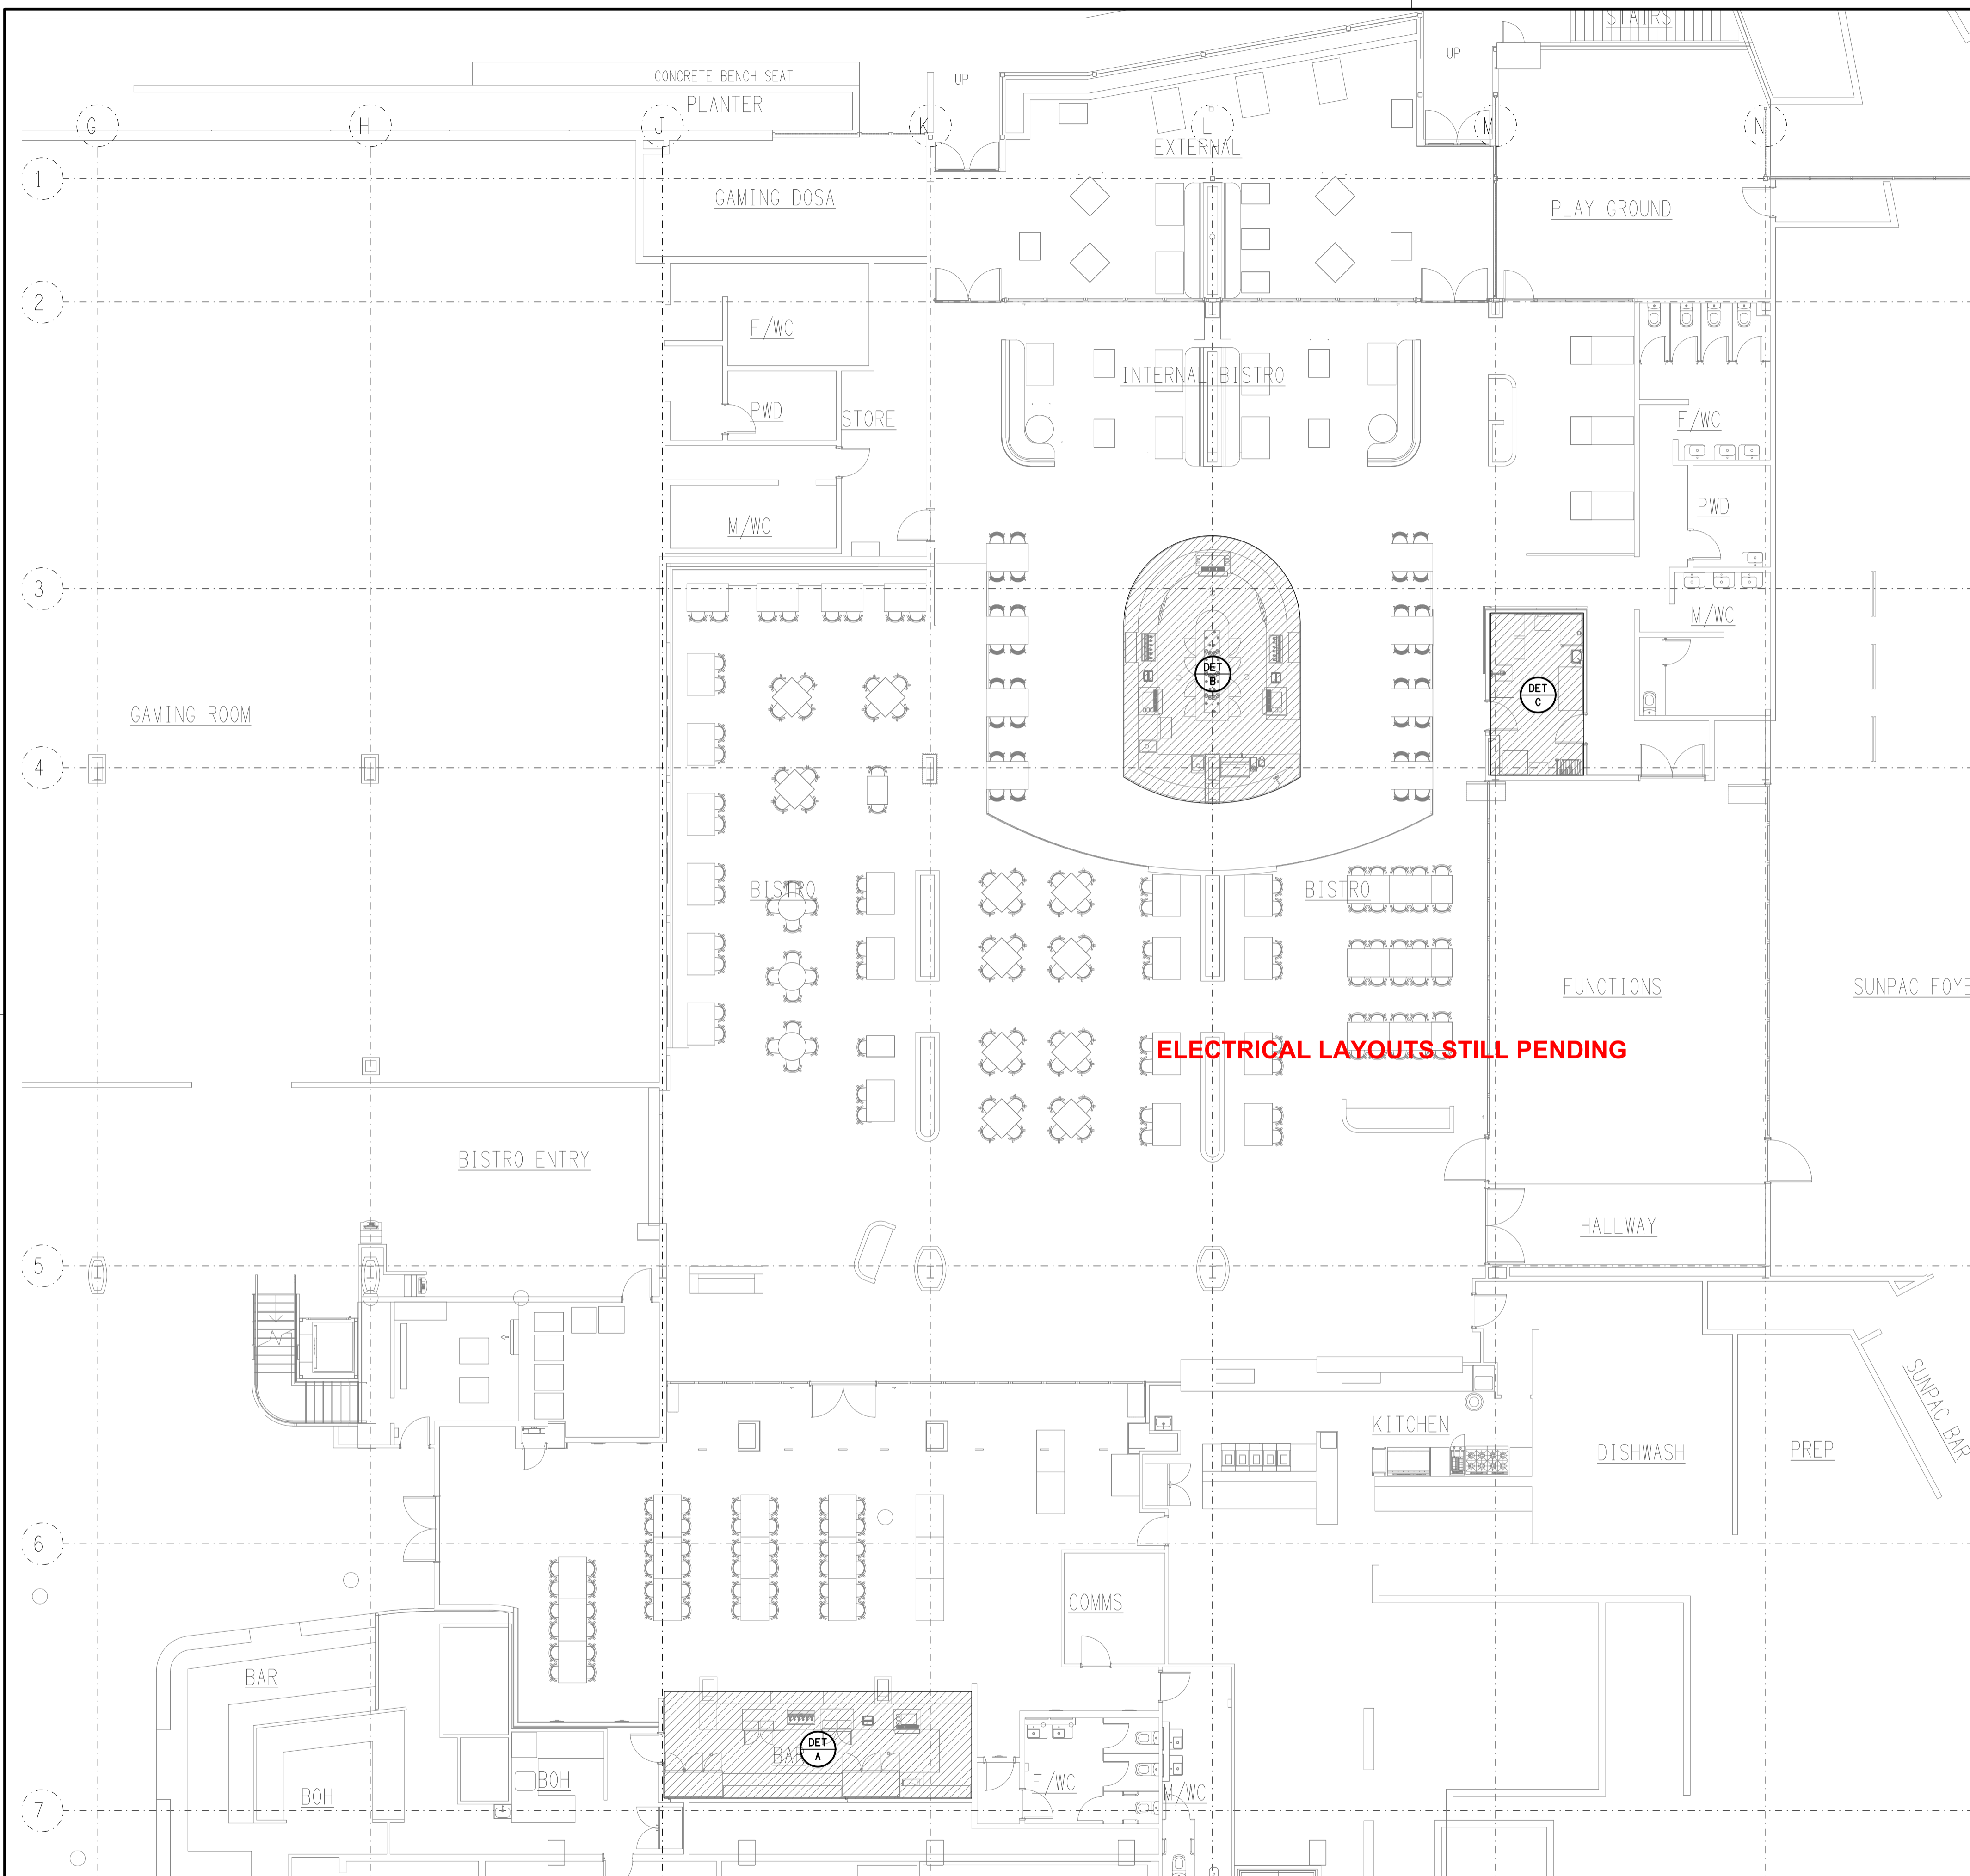 STAIRS
UP
CONCRETE BENCH SEAT
UP
PLANTER
G
H
J
K
L
M
N
EXTERNAL
1
GAMING DOSA
PLAY GROUND
2
F/WC
INTERNAL BISTRO
PWD
STORE
F/WC
M/WC
PWD
3
M/WC
DET
B
DET
C
GAMING ROOM
4
BISTRO
BISTRO
FUNCTIONS
SUNPAC FOYE
ELECTRICAL LAYOUTS STILL PENDING
BISTRO ENTRY
HALLWAY
5
SUNPAC BAR
KITCHEN
DISHWASH
PREP
6
COMMS
BAR
BAR
DET
A
BOH
BOH
F/WC
M/WC
7